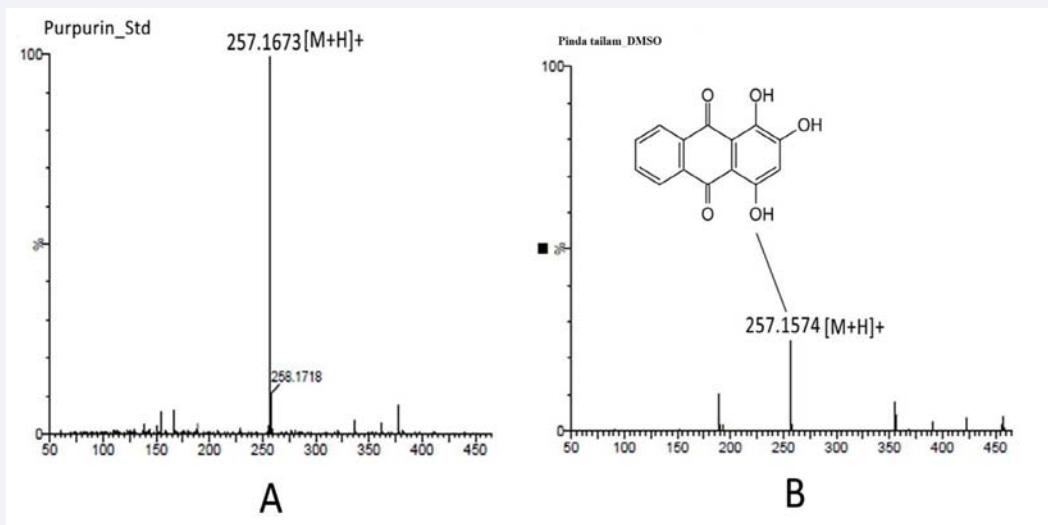 Purpurin_Std
257.1673 [M+H]+
100
%
258.1718
0
50 100 150 200 250 300 350 400 450
A
Pinda tailam_DMSO
100
O OH
OH
O OH
%
257.1574 [M+H]+
0
50 100 150 200 250 300 350 400 450
B